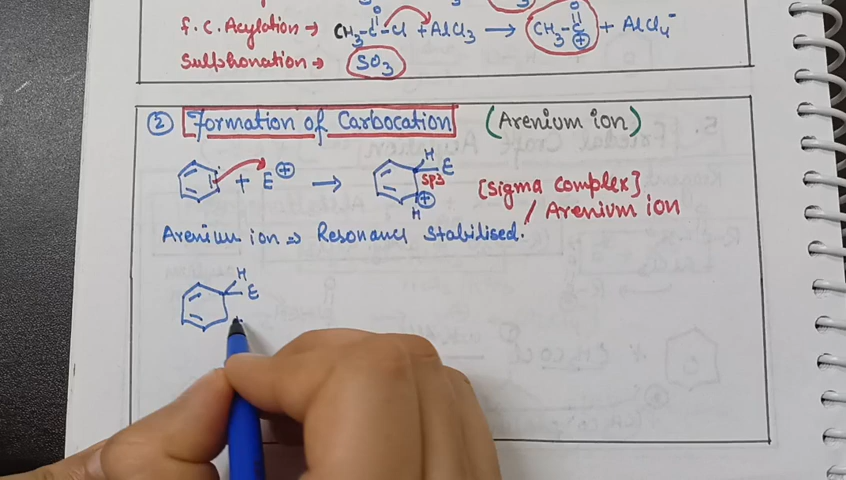 f.C. Acylation → CH3-C-Cl + AlCl3 → CH3-C + AlCl4-
O O
⊕
Sulphonation → SO3
② Formation of Carbocation (Arenium ion)
+ E⊕ → H E
sp3
⊕
H
[Sigma Complex]
/ Arenium ion
Arenium ion ⇒ Resonance Stabilised.
H
E